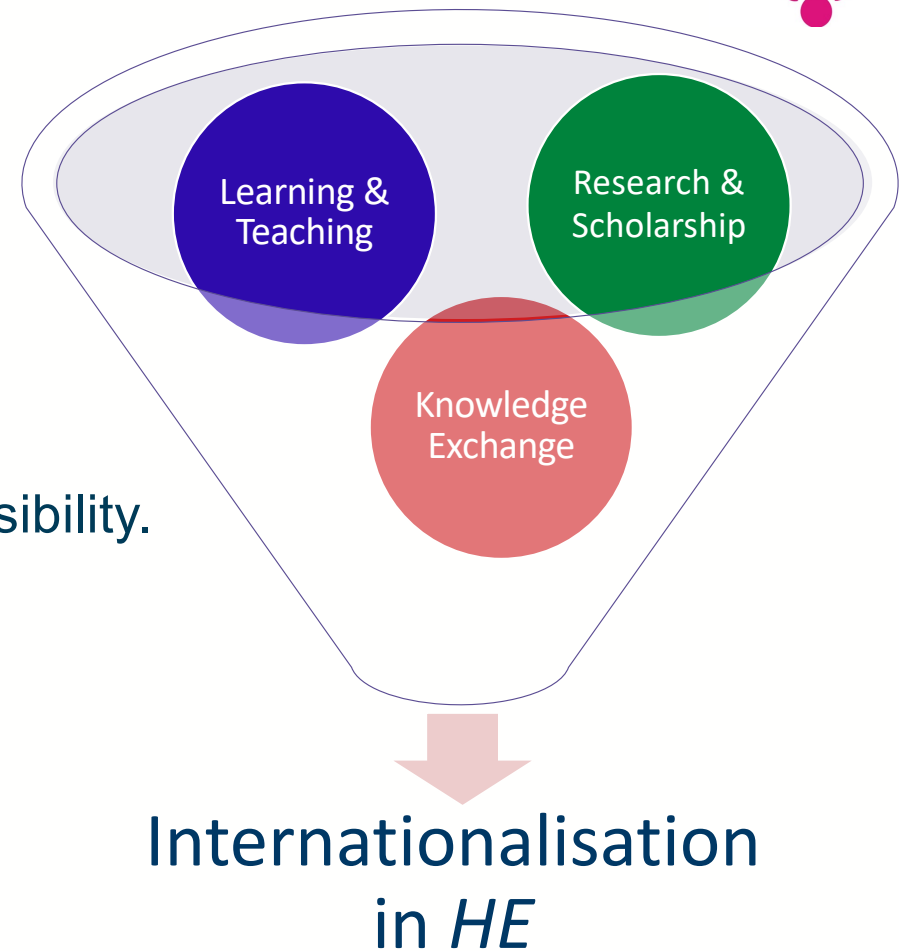 Learning &
Teaching
Research &
Scholarship
Knowledge
Exchange
sibility.
Internationalisation
in HE